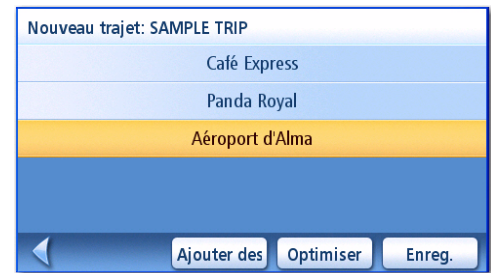 Nouveau trajet: SAMPLE TRIP
Café Express
Panda Royal
Aéroport d'Alma
Ajouter des Optimiser Enreg.